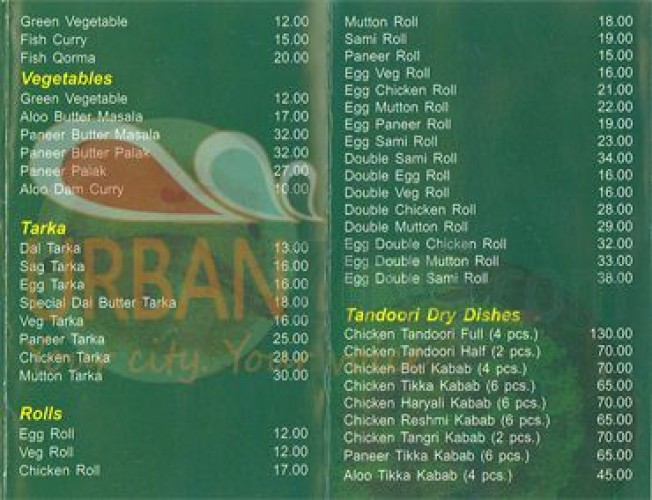 Green Vegetable 12.00
Fish Curry 15.00
Fish Qorma 20.00
Vegetables
Green Vegetable 12.00
Aloo Butter Masala 17.00
Paneer Butter Masala 32.00
Paneer Butter Palak 32.00
Paneer Palak 27.00
Aloo Dam Curry 10.00
Tarka
Dal Tarka 13.00
Sag Tarka 16.00
Egg Tarka 16.00
Special Dal Butter Tarka 18.00
Veg Tarka 16.00
Paneer Tarka 25.00
Chicken Tarka 28.00
Mutton Tarka 30.00
Rolls
Egg Roll 12.00
Veg Roll 12.00
Chicken Roll 17.00
Mutton Roll 18.00
Sami Roll 19.00
Paneer Roll 15.00
Egg Veg Roll 16.00
Egg Chicken Roll 21.00
Egg Mutton Roll 22.00
Egg Paneer Roll 19.00
Egg Sami Roll 23.00
Double Sami Roll 34.00
Double Egg Roll 16.00
Double Veg Roll 16.00
Double Chicken Roll 28.00
Double Mutton Roll 29.00
Egg Double Chicken Roll 32.00
Egg Double Mutton Roll 33.00
Egg Double Sami Roll 38.00
Tandoori Dry Dishes
Chicken Tandoori Full (4 pcs.) 130.00
Chicken Tandoori Half (2 pcs.) 70.00
Chicken Boti Kabab (4 pcs.) 70.00
Chicken Tikka Kabab (6 pcs.) 65.00
Chicken Haryali Kabab (6 pcs.) 70.00
Chicken Reshmi Kabab (6 pcs.) 65.00
Chicken Tangri Kabab (2 pcs.) 70.00
Paneer Tikka Kabab (6 pcs.) 65.00
Aloo Tikka Kabab (4 pcs.) 45.00
URBAN
city. Your